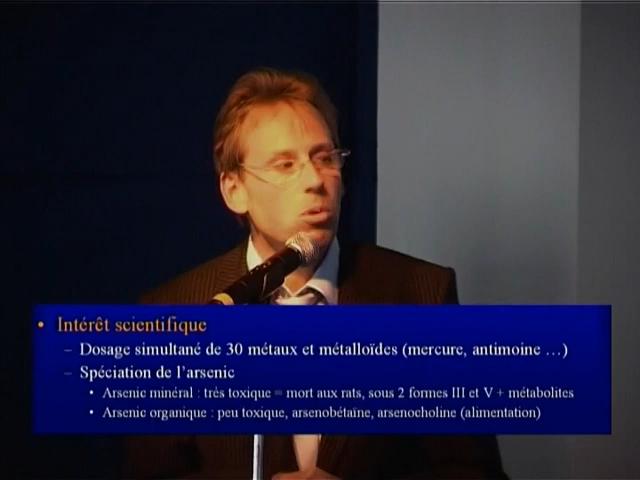 • Intérêt scientifique
– Dosage simultané de 30 métaux et métalloïdes (mercure, antimoine …)
– Spéciation de l’arsenic
• Arsenic minéral : très toxique = mort aux rats, sous 2 formes III et V + métabolites
• Arsenic organique : peu toxique, arsenobétaïne, arsenocholine (alimentation)